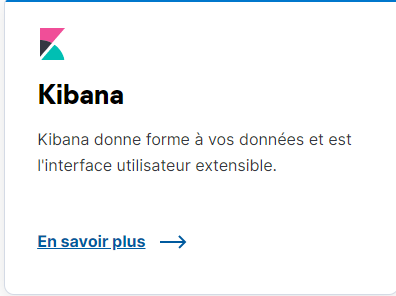 Kibana
Kibana donne forme à vos données et est
l'interface utilisateur extensible.
En savoir plus